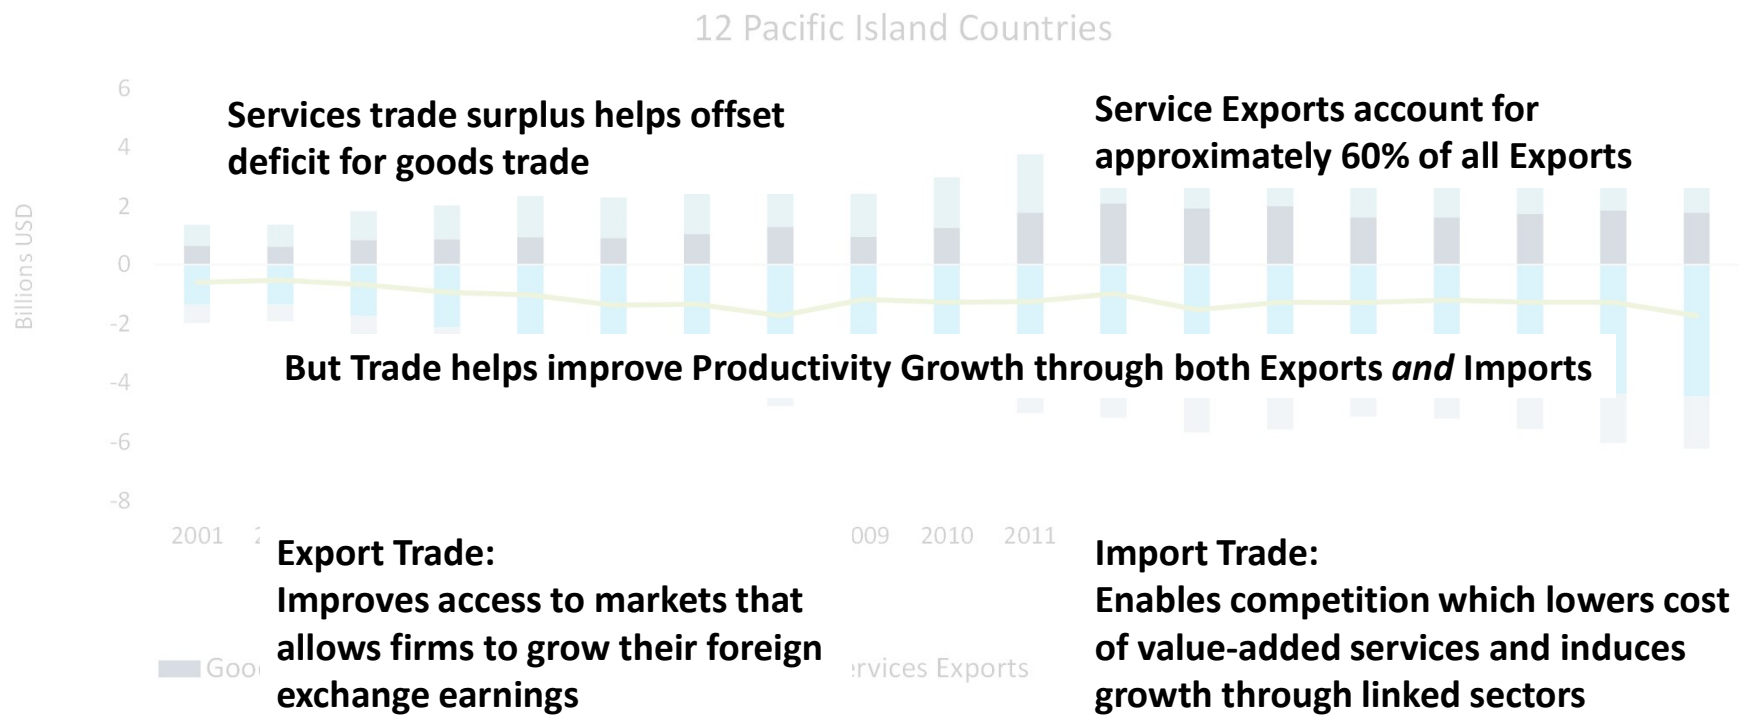 12 Pacific Island Countries
6
Services trade surplus helps offset
deficit for goods trade
Service Exports account for
approximately 60% of all Exports
4
2
0
Billions USD
-2
But Trade helps improve Productivity Growth through both Exports and Imports
-4
-6
-8
2001 2010 2011
Export Trade:
Improves access to markets that
allows firms to grow their foreign
exchange earnings
Import Trade:
Enables competition which lowers cost
of value-added services and induces
growth through linked sectors
Exports